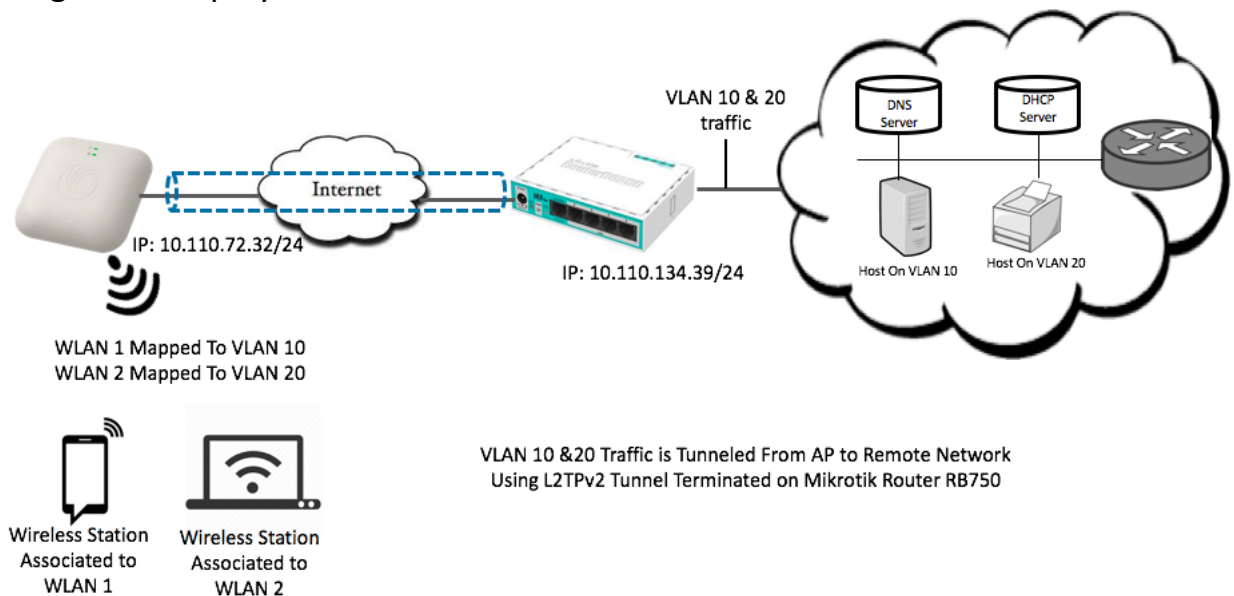 VLAN 10 & 20
traffic
DNS
Server
DHCP
Server
Internet
IP: 10.110.72.32/24
IP: 10.110.134.39/24
Host On VLAN 10
Host On VLAN 20
WLAN 1 Mapped To VLAN 10
WLAN 2 Mapped To VLAN 20
VLAN 10 &20 Traffic is Tunneled From AP to Remote Network
Using L2TPv2 Tunnel Terminated on Mikrotik Router RB750
Wireless Station
Associated to
WLAN 1
Wireless Station
Associated to
WLAN 2